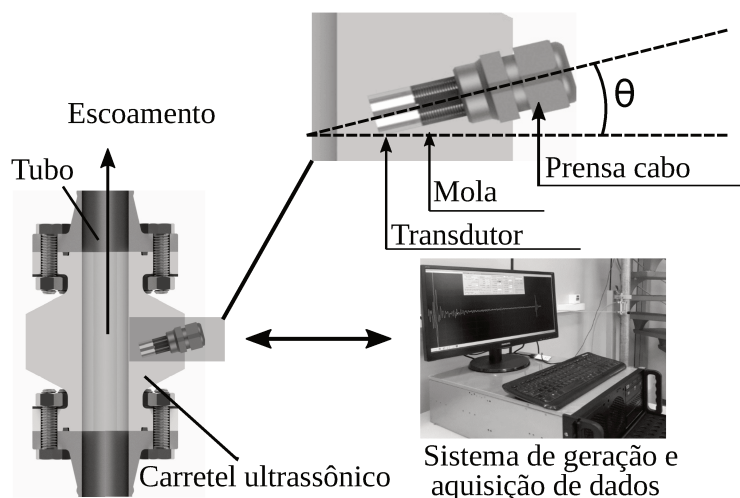 θ
Escoamento
Tubo
Prensa cabo
Mola
Transdutor
Carretel ultrassônico
Sistema de geração e
aquisição de dados